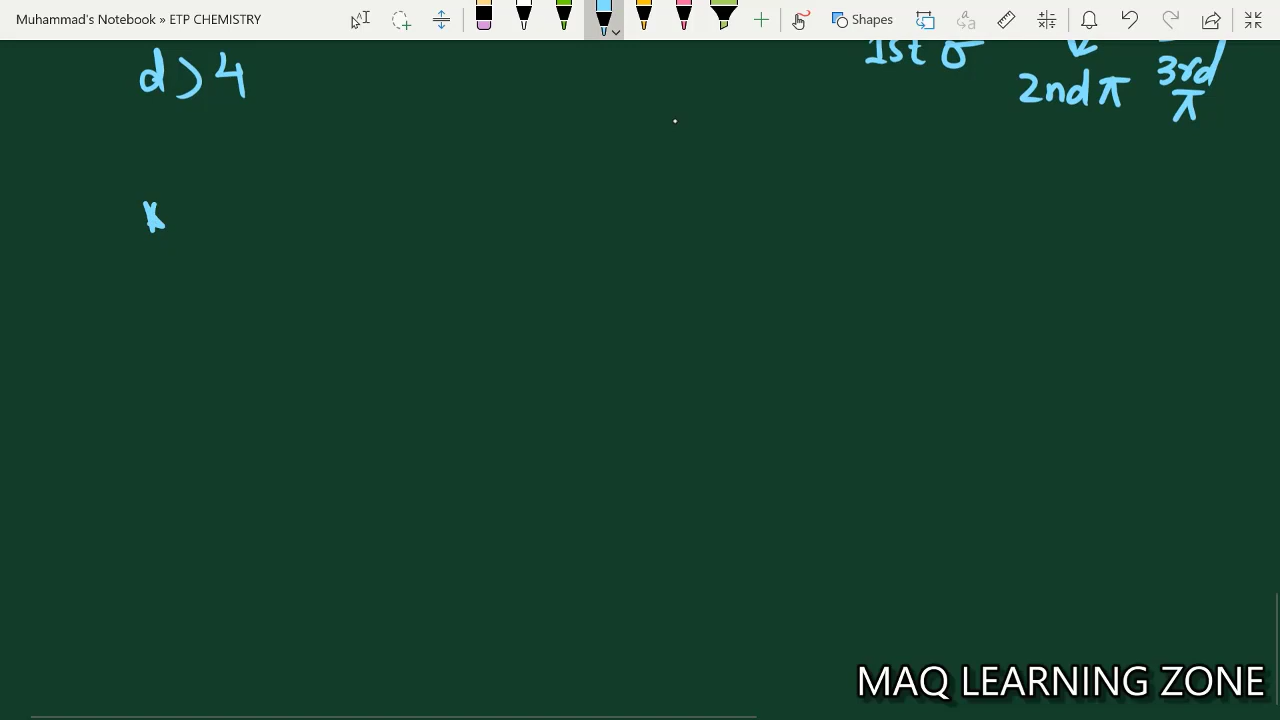 Muhammad's Notebook » ETP CHEMISTRY
Shapes
d > 4
1st σ
2nd π
3rd
π
*
MAQ LEARNING ZONE